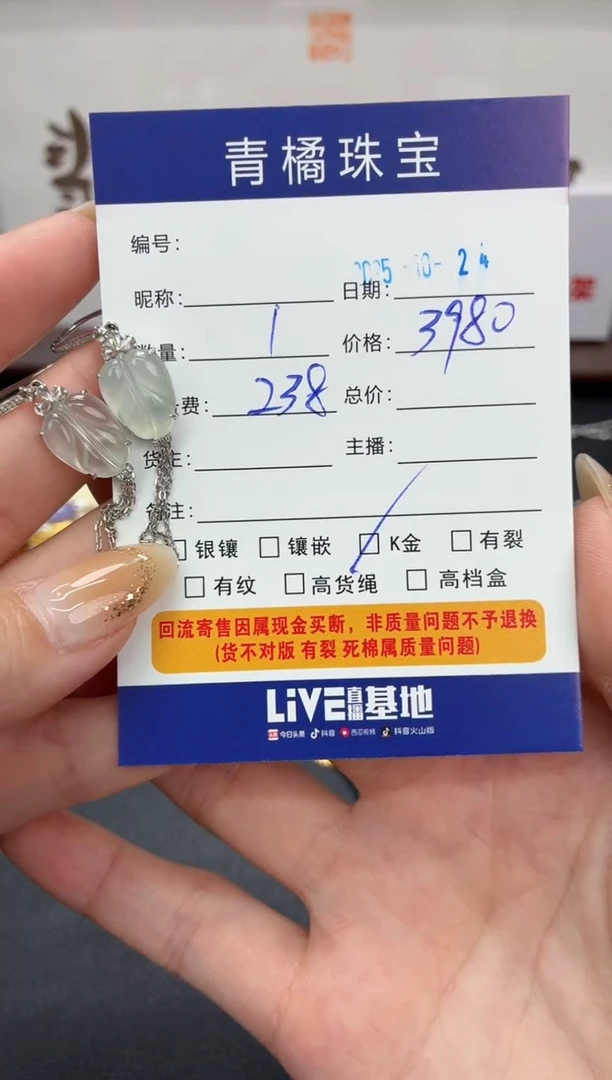 青橘珠宝
编号:
昵称: 日期: 2025-10-24
量: 1 价格: 3980
费: 238 总价:
货主: 主播:
注:
银镶 镶嵌 K金 有裂
有纹 高货绳 高档盒
回流寄售因属现金买断，非质量问题不予退换
(货不对版 有裂 死棉属质量问题)
LiVE直播基地
今日头条 抖音 西瓜视频 抖音火山版